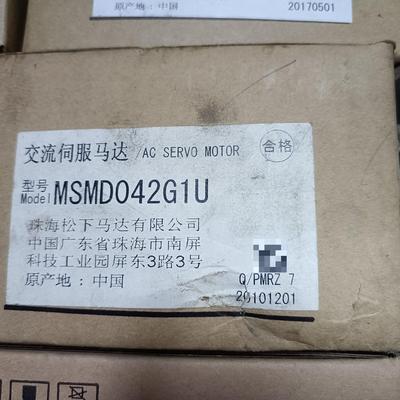 原产地：中国
20170501
交流伺服马达 /AC SERVO MOTOR
合格
型号
Model MSMD042G1U
珠海松下马达有限公司
中国广东省珠海市南屏
科技工业园屏东3路3号
原产地：中国
Q/PMRZ 7
20101201